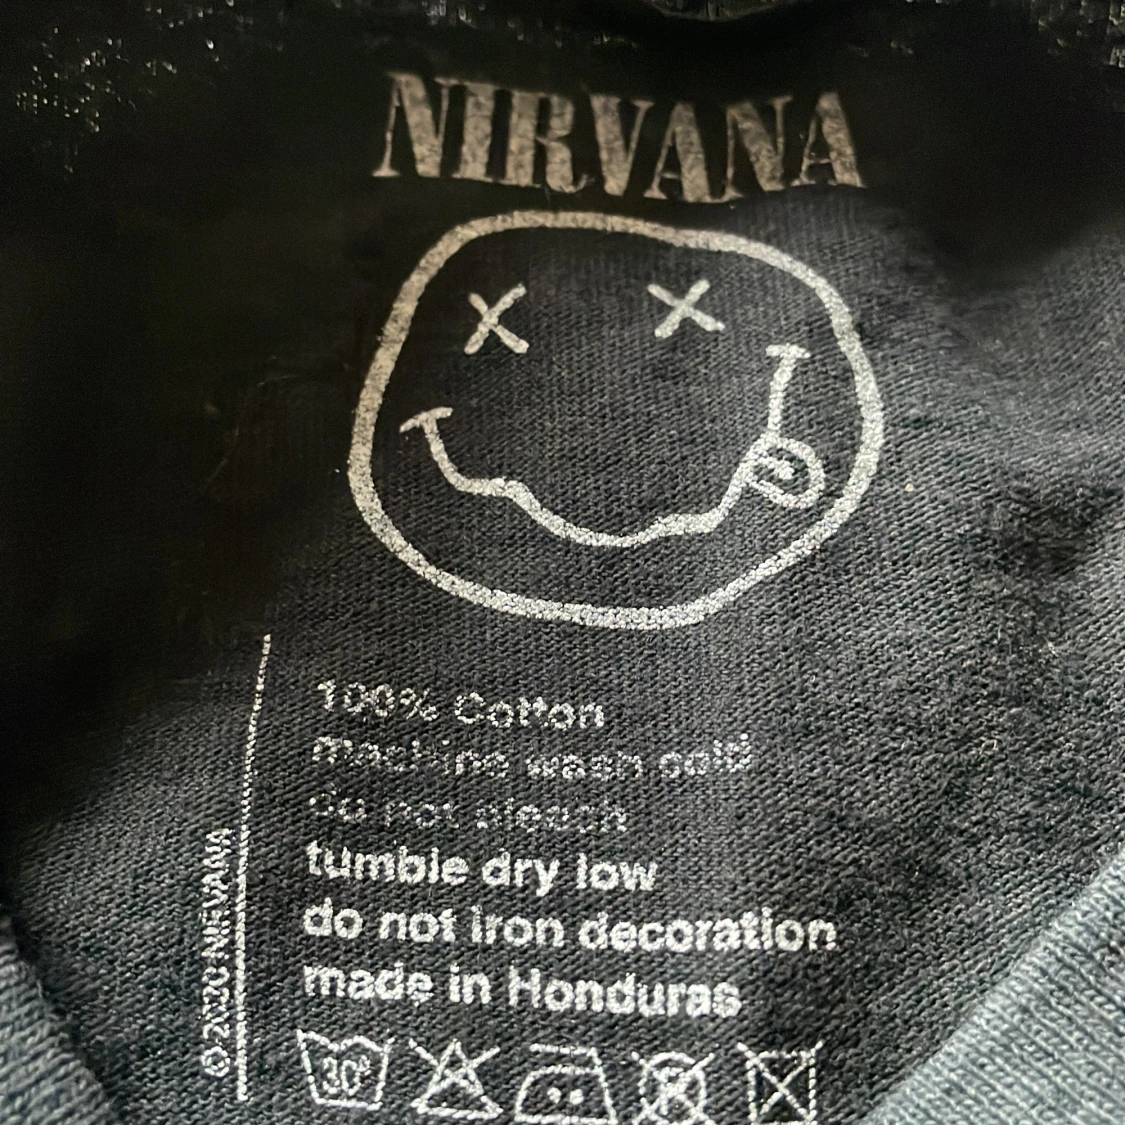 NIRVANA
100% Cotton
machine wash cold
do not bleach
tumble dry low
do not iron decoration
made in Honduras
© 2020 NIRVANA
30°